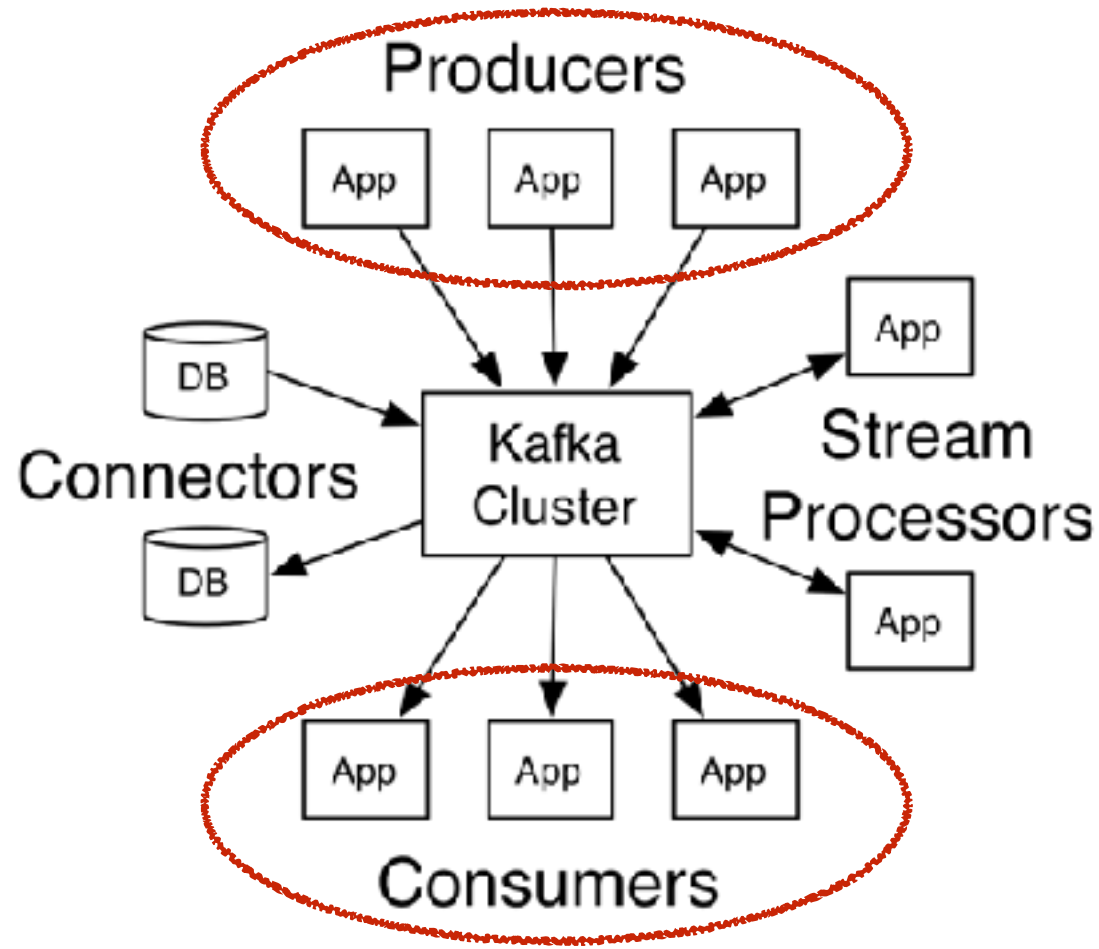 Producers
App
App
App
DB
App
Connectors
Kafka
Cluster
Stream
Processors
DB
App
App
App
App
Consumers